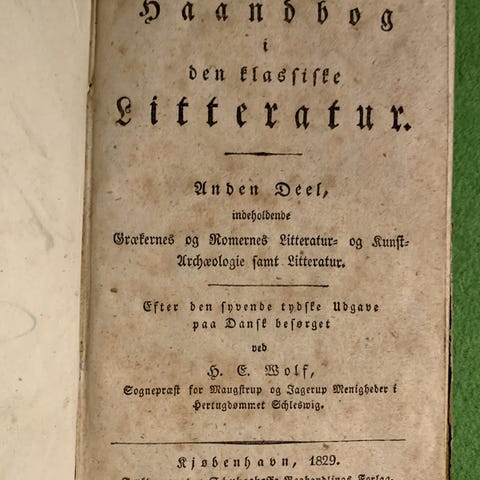 Haandbog
i
den klassiske
Litteratur.
Anden Deel,
indeholdende
Grækernes og Romernes Litteratur- og Kunst-
Archæologie samt Litteratur.
Efter den syvende tydske Udgave
paa Dansk besørget
ved
H. E. Wolf,
Sognepræst for Maugstrup og Jagerup Menigheder i
Hertugdømmet Schleswig.
Kjøbenhavn, 1829.
Forlag.